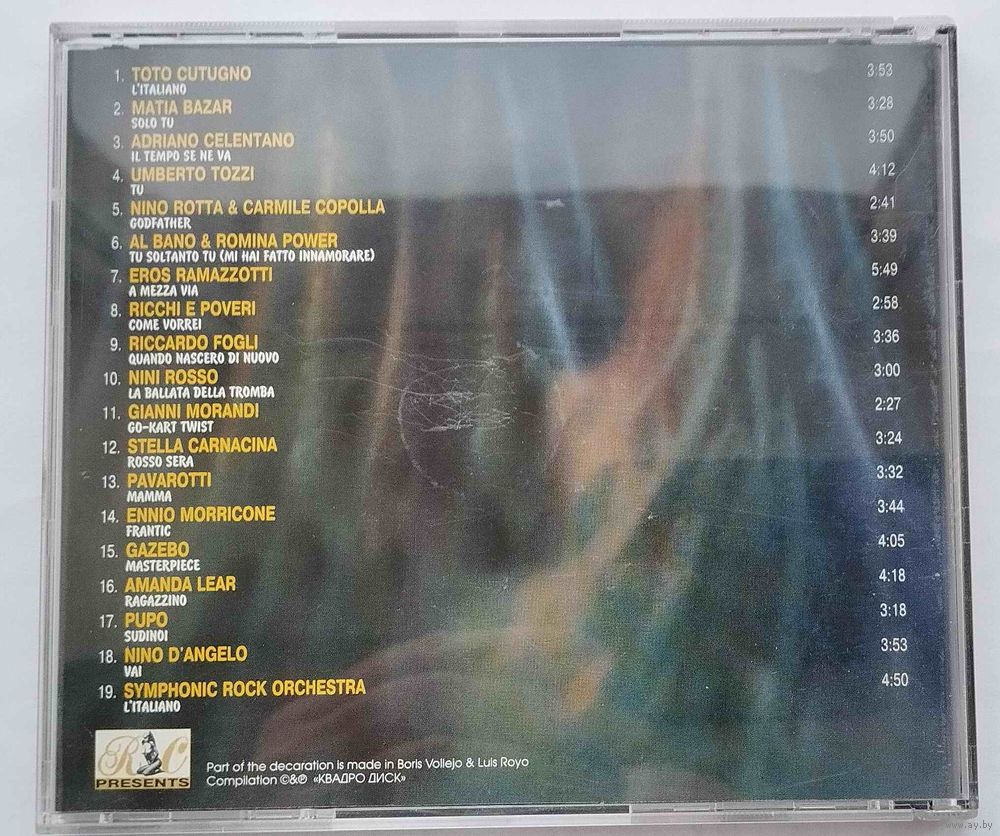 1. TOTO CUTUGNO 3:53
L'ITALIANO
2. MATIA BAZAR 3:28
SOLO TU
3. ADRIANO CELENTANO 3:50
IL TEMPO SE NE VA
4. UMBERTO TOZZI 4:12
TU
5. NINO ROTTA & CARMILE COPOLLA 2:41
GODFATHER
6. AL BANO & ROMINA POWER 3:39
TU SOLTANTO TU (MI HAI FATTO INNAMORARE)
7. EROS RAMAZZOTTI 5:49
A MEZZA VIA
8. RICCHI E POVERI 2:58
COME VORREI
9. RICCARDO FOGLI 3:36
QUANDO NASCERO DI NUOVO
10. NINI ROSSO 3:00
LA BALLATA DELLA TROMBA
11. GIANNI MORANDI 2:27
GO-KART TWIST
12. STELLA CARNACINA 3:24
ROSSO SERA
13. PAVAROTTI 3:32
MAMMA
14. ENNIO MORRICONE 3:44
FRANTIC
15. GAZEBO 4:05
MASTERPIECE
16. AMANDA LEAR 4:18
RAGAZZINO
17. PUPO 3:18
SUDINOI
18. NINO D'ANGELO 3:53
VAI
19. SYMPHONIC ROCK ORCHESTRA 4:50
L'ITALIANO
R C
PRESENTS
Part of the decaration is made in Boris Vollejo & Luis Royo
Compilation ©&℗ «КВАДРО ДИСК»
www.ay.by